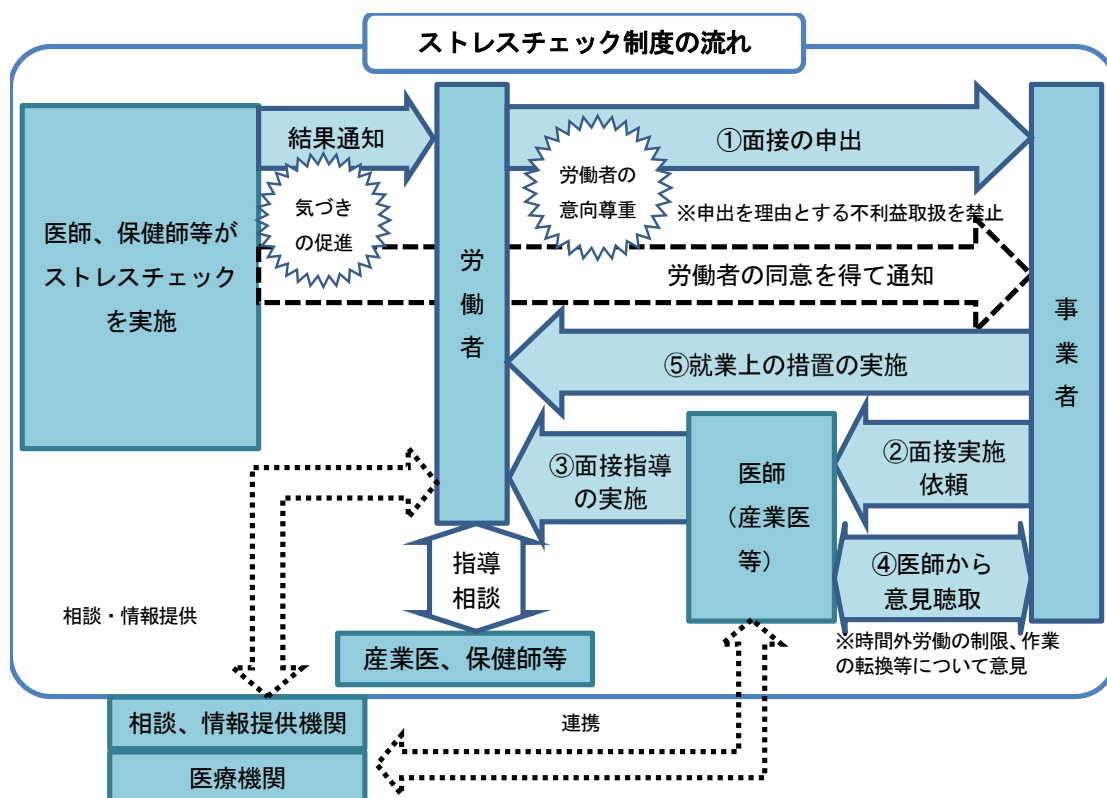 ストレスチェック制度の流れ
医師、保健師等が
ストレスチェック
を実施
結果通知
気づき
の促進
労働者
①面接の申出
労働者の
意向尊重
※申出を理由とする不利益取扱を禁止
労働者の同意を得て通知
事業者
⑤就業上の措置の実施
②面接実施
依頼
③面接指導
の実施
医師
（産業医
等）
④医師から
意見聴取
※時間外労働の制限、作業
の転換等について意見
指導
相談
産業医、保健師等
相談・情報提供
相談、情報提供機関
医療機関
連携